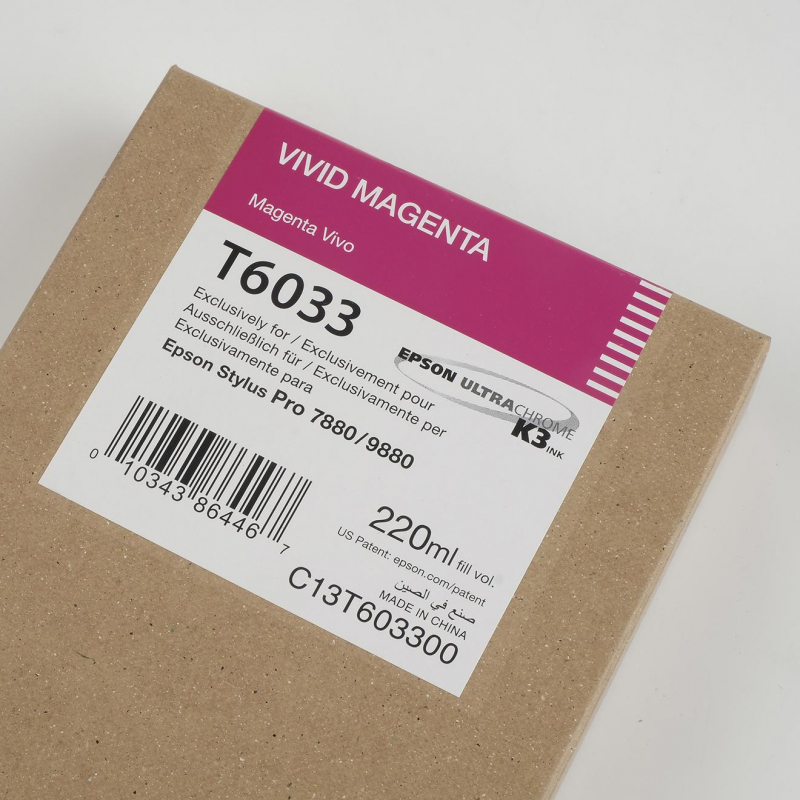 VIVID MAGENTA
Magenta Vivo
T6033
Exclusively for / Exclusivement pour
Ausschließlich für / Exclusivamente per
Exclusivamente para
Epson Stylus Pro 7880/9880
EPSON ULTRACHROME
K3 INK
0 10343 86446 7
220ml fill vol.
US Patent: epson.com/patent
صنع في الصين
MADE IN CHINA
C13T603300